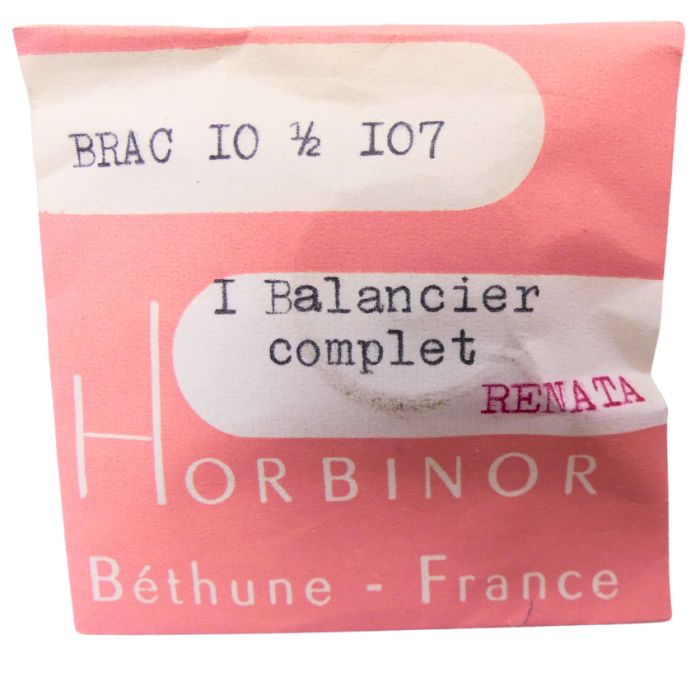 BRAC IO ½ IO7
I Balancier
complet
RENATA
HORBINOR
Béthune - France